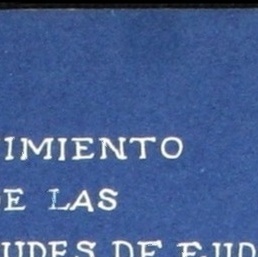 IMIENTO
E LAS
UDES DE EJID